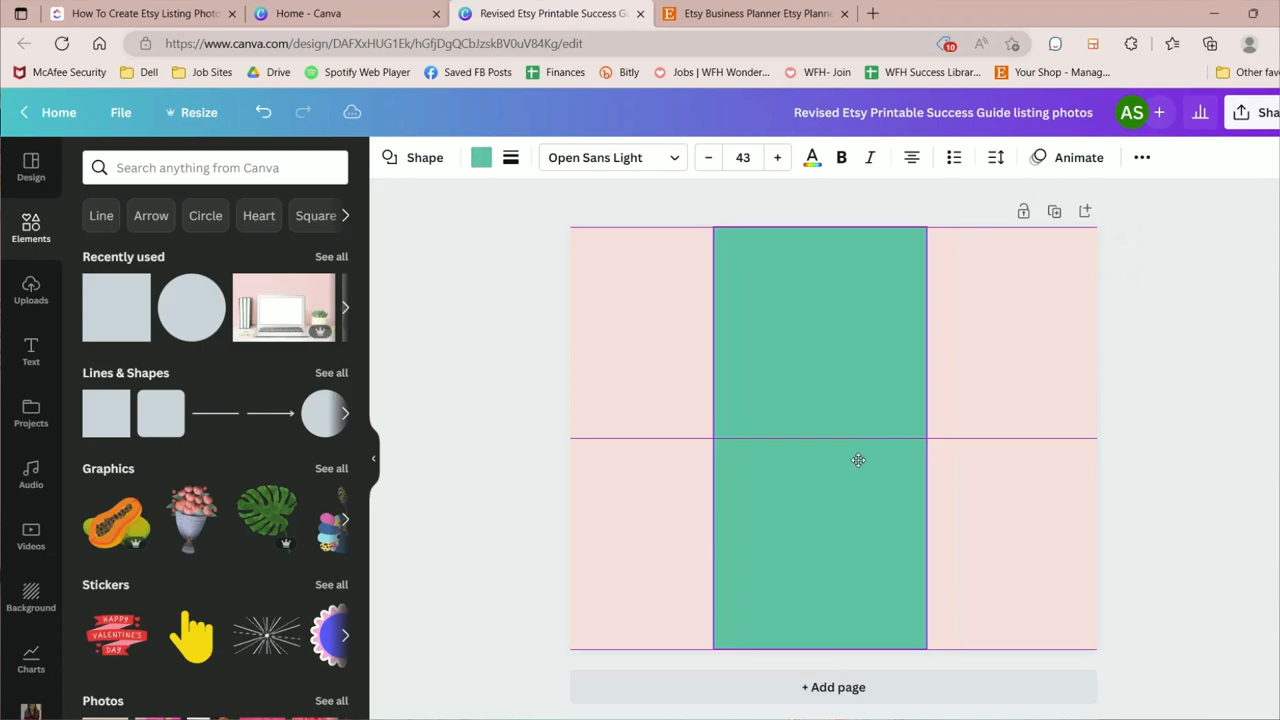 To Create Etsy Listing Photo
Home - Canva
Revised Etsy Printable Success G
Etsy Business Planner Etsy Planne
https://www.canva.com/design/DAFXxHUG1Ek/hGfjDgQCbJzskBV0uV84Kg/edit
10
McAfee Security
Dell
Job Sites
Drive
Spotify Web Player
Saved FB Posts
Finances
Bitly
Jobs | WFH Wonder...
WFH- Join
WFH Success Librar...
Your Shop - Manag...
Other fav
Home
File
Resize
Revised Etsy Printable Success Guide listing photos
AS
Sha
Design
Elements
Uploads
Text
Projects
Audio
Videos
Background
Charts
Search anything from Canva
Line
Arrow
Circle
Heart
Square
Recently used
See all
Lines & Shapes
See all
Graphics
See all
Stickers
See all
HAPPY
VALENTINE'S
DAY
Photos
See all
Shape
Open Sans Light
43
A
B
I
Animate
+ Add page